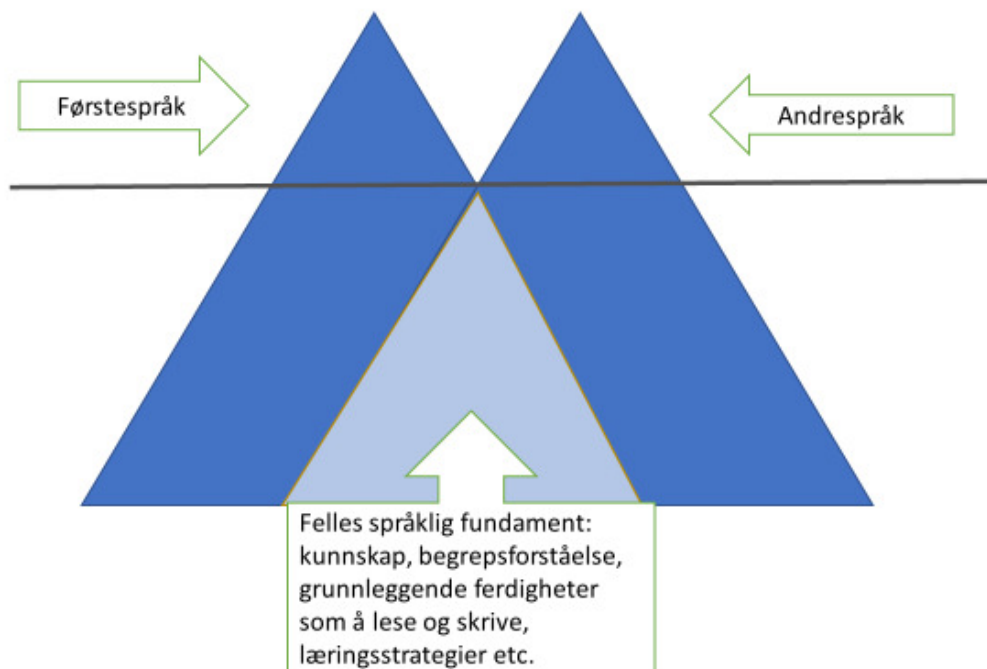 Førstespråk
Andrespråk
Felles språklig fundament:
kunnskap, begrepsforståelse,
grunnleggende ferdigheter
som å lese og skrive,
læringsstrategier etc.